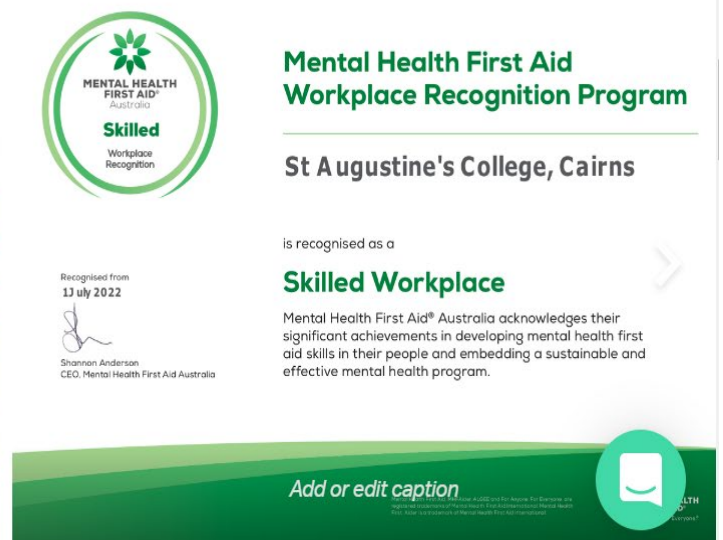 MENTAL HEALTH
FIRST AID®
Australia
Skilled
Workplace
Recognition
Mental Health First Aid
Workplace Recognition Program
St Augustine's College, Cairns
is recognised as a
Skilled Workplace
Mental Health First Aid® Australia acknowledges their
significant achievements in developing mental health first
aid skills in their people and embedding a sustainable and
effective mental health program.
Recognised from
1 July 2022
Shannon Anderson
CEO, Mental Health First Aid Australia
Add or edit caption